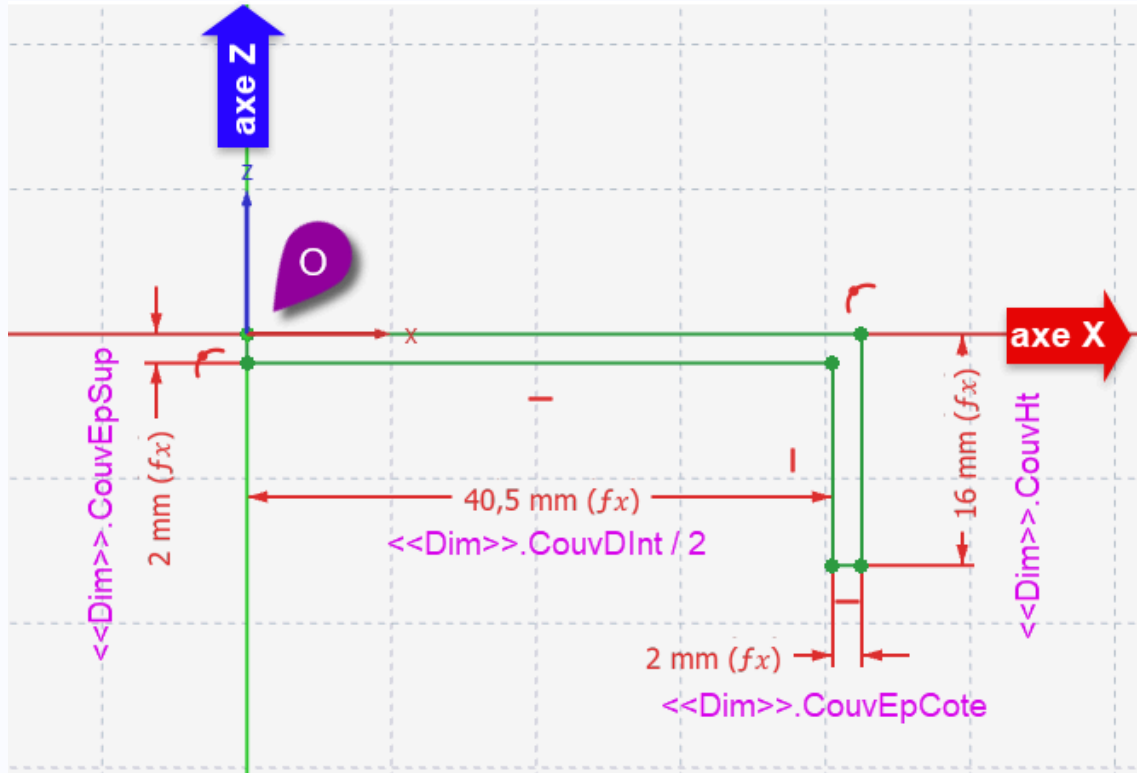 axe Z
Z
O
X
axe X
<<Dim>>.CouvEpSup
2 mm (fx)
40,5 mm (fx)
<<Dim>>.CouvDInt / 2
16 mm (fx)
<<Dim>>.CouvHt
2 mm (fx)
<<Dim>>.CouvEpCote